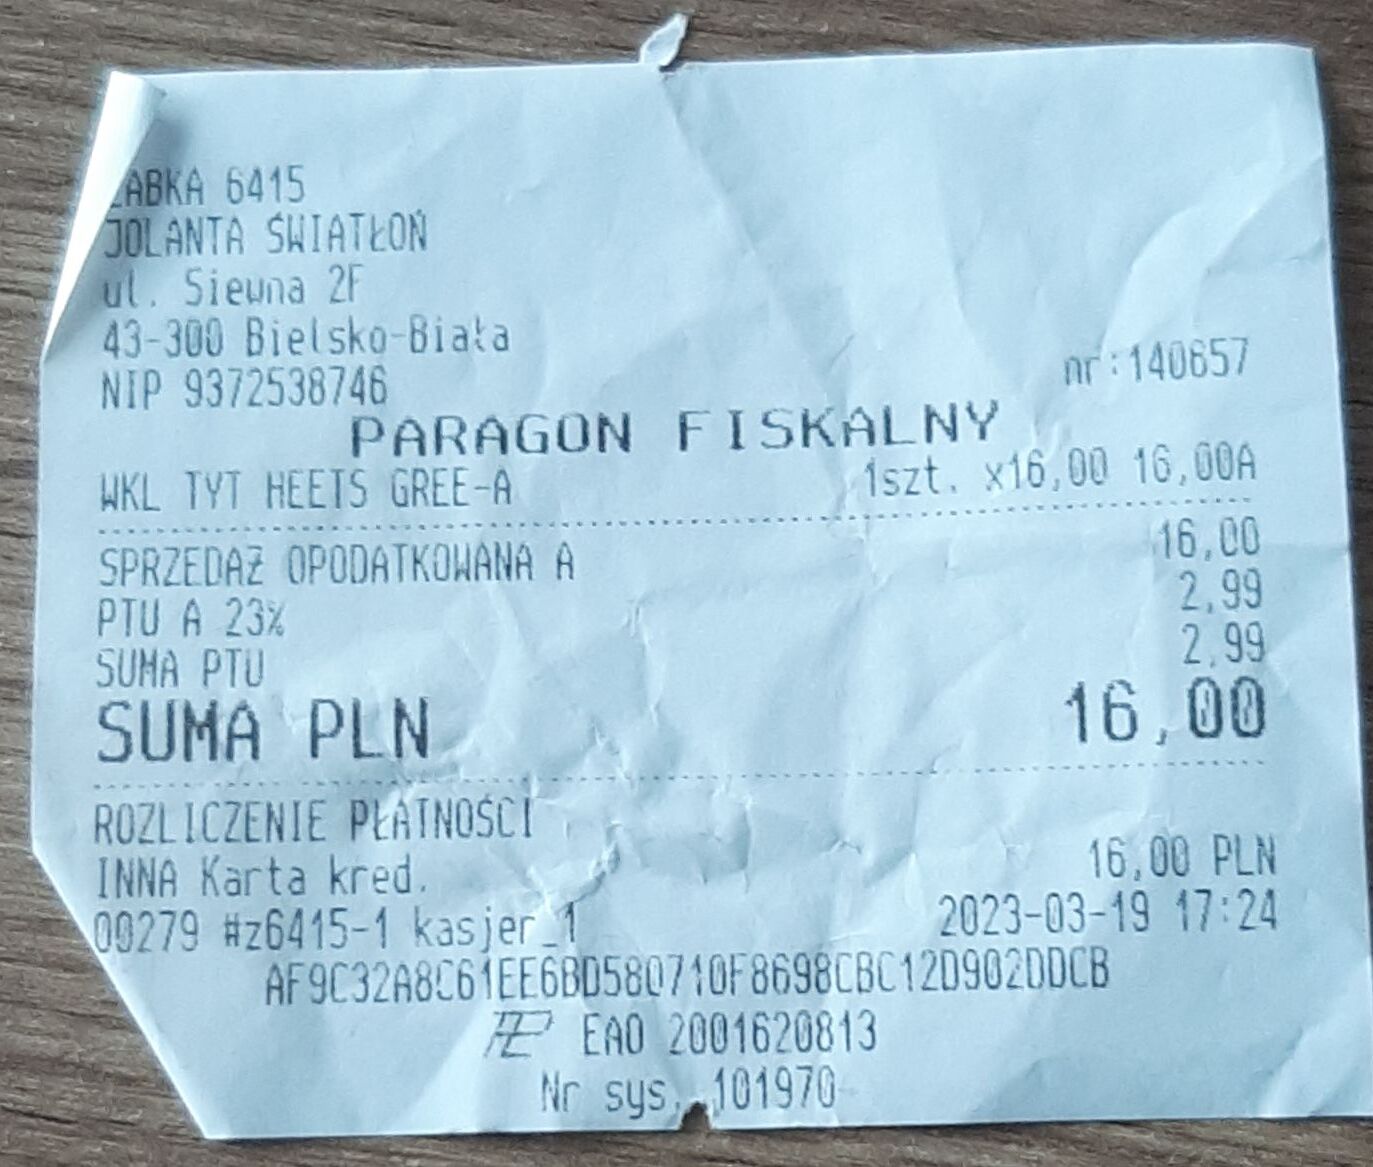 ŻABKA 6415
JOLANTA ŚWIATŁOŃ
ul. Siewna 2F
43-300 Bielsko-Biała
NIP 9372538746 nr:140657
PARAGON FISKALNY
WKL TYT HEETS GREE-A 1szt. x16,00 16,00A
SPRZEDAŻ OPODATKOWANA A 16,00
PTU A 23% 2,99
SUMA PTU 2,99
SUMA PLN 16,00
ROZLICZENIE PŁATNOŚCI
INNA Karta kred. 16,00 PLN
00279 #z6415-1 kasjer_1 2023-03-19 17:24
AF9C32A8C61EE6BD580710F8698CBC12D902DDCB
EAO 2001620813
Nr sys. 101970